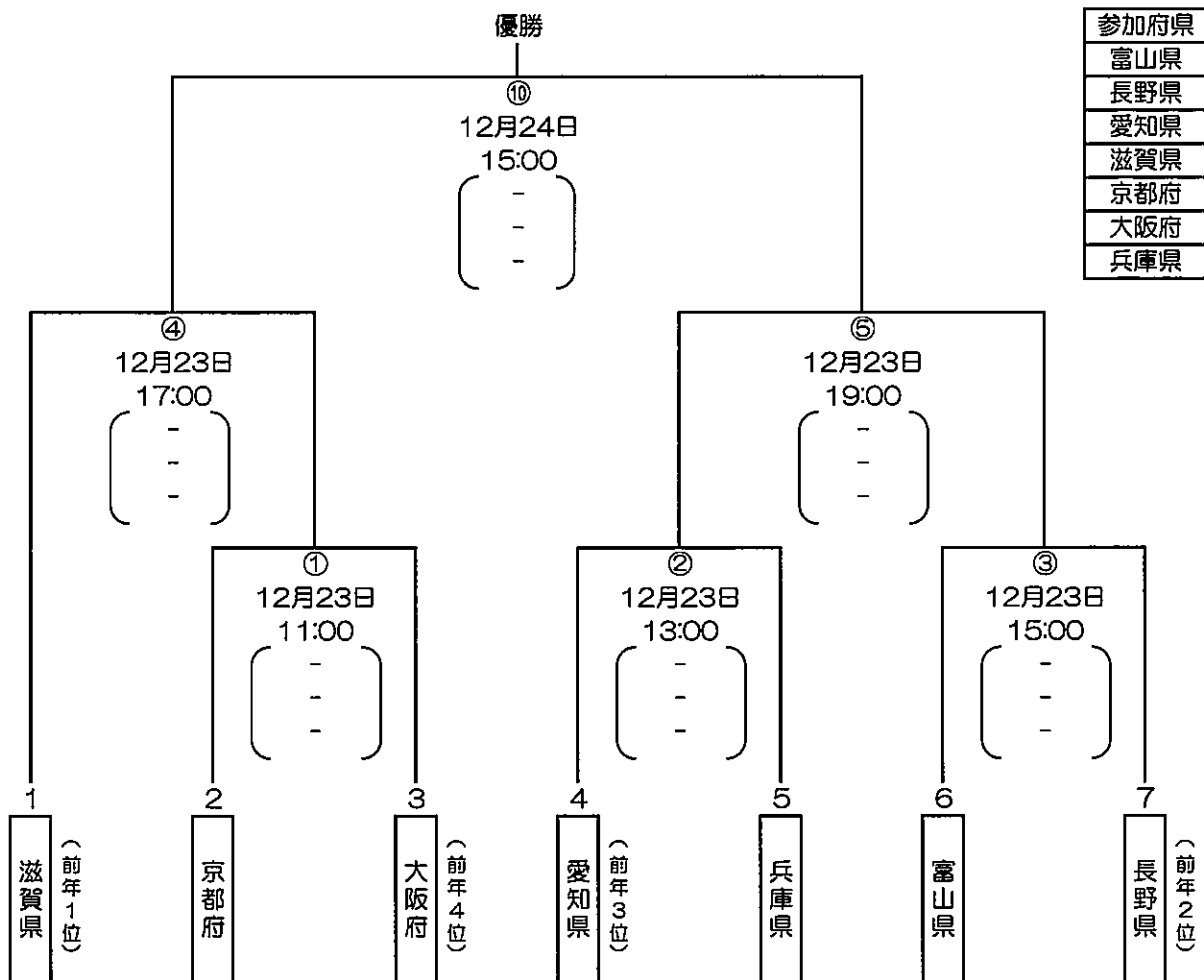 優勝
⑩
12月24日
15:00
-
-
-
参加府県
富山県
長野県
愛知県
滋賀県
京都府
大阪府
兵庫県
④
12月23日
17:00
-
-
-
⑤
12月23日
19:00
-
-
-
①
12月23日
11:00
-
-
-
②
12月23日
13:00
-
-
-
③
12月23日
15:00
-
-
-
1
滋賀県
(前年1位)
2
京都府
3
大阪府
(前年4位)
4
愛知県
(前年3位)
5
兵庫県
6
富山県
7
長野県
(前年2位)